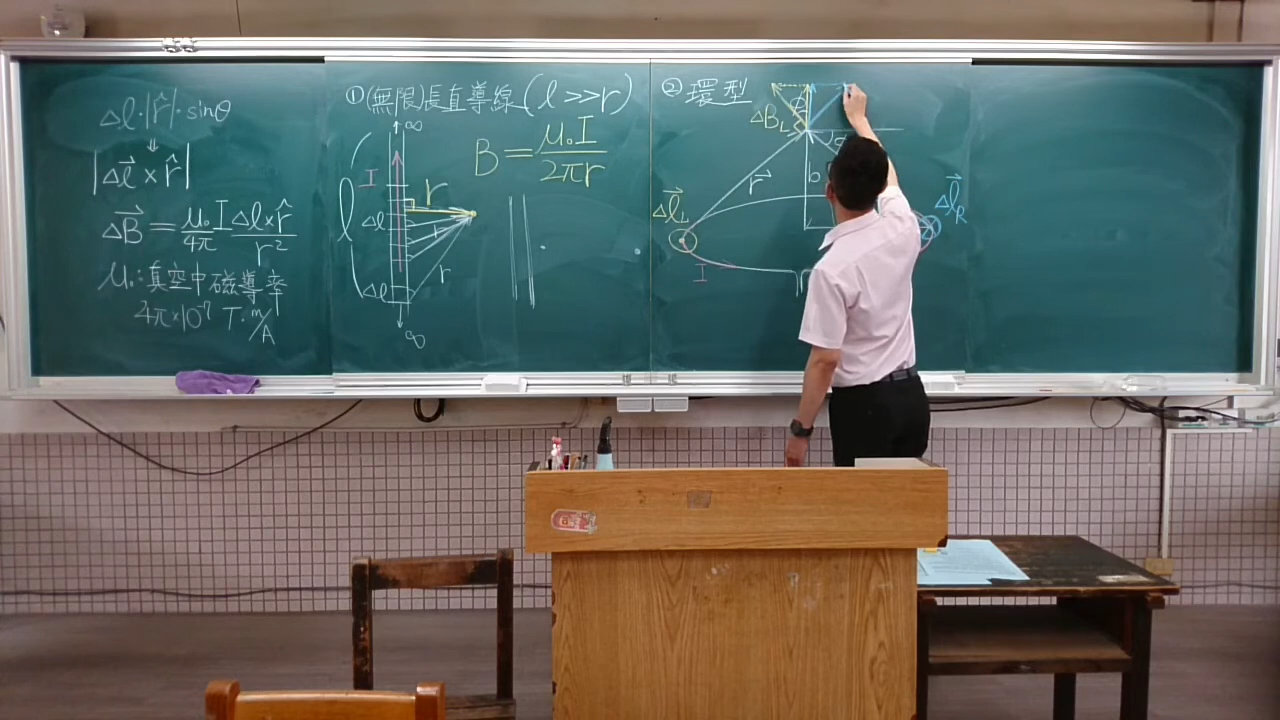 Δl·|r̂|·sinθ
⇓
|Δl⃗ × r̂|
ΔB⃗ = μ₀/4π I Δl×r̂/r²
μ₀:真空中磁導率
4π×10⁻⁷ T·m/A
①(無限)長直導線(l>>r)
∞
I
l
r
Δl
r
Δl
∞
B = μ₀I/2πr
②環型
ΔB_L
r⃗
b
Δl⃗_L
Δl⃗_R
I